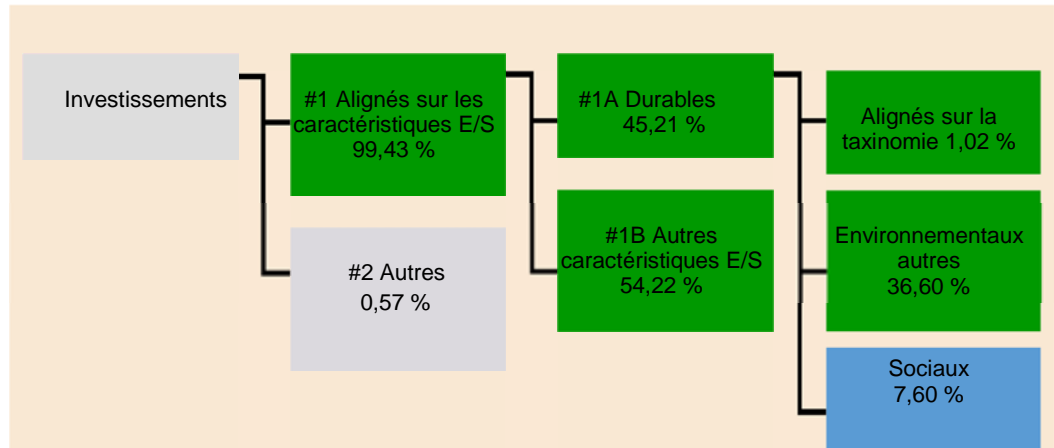 Investissements
#1 Alignés sur les
caractéristiques E/S
99,43 %
#2 Autres
0,57 %
#1A Durables
45,21 %
#1B Autres
caractéristiques E/S
54,22 %
Alignés sur la
taxinomie 1,02 %
Environnementaux
autres
36,60 %
Sociaux
7,60 %